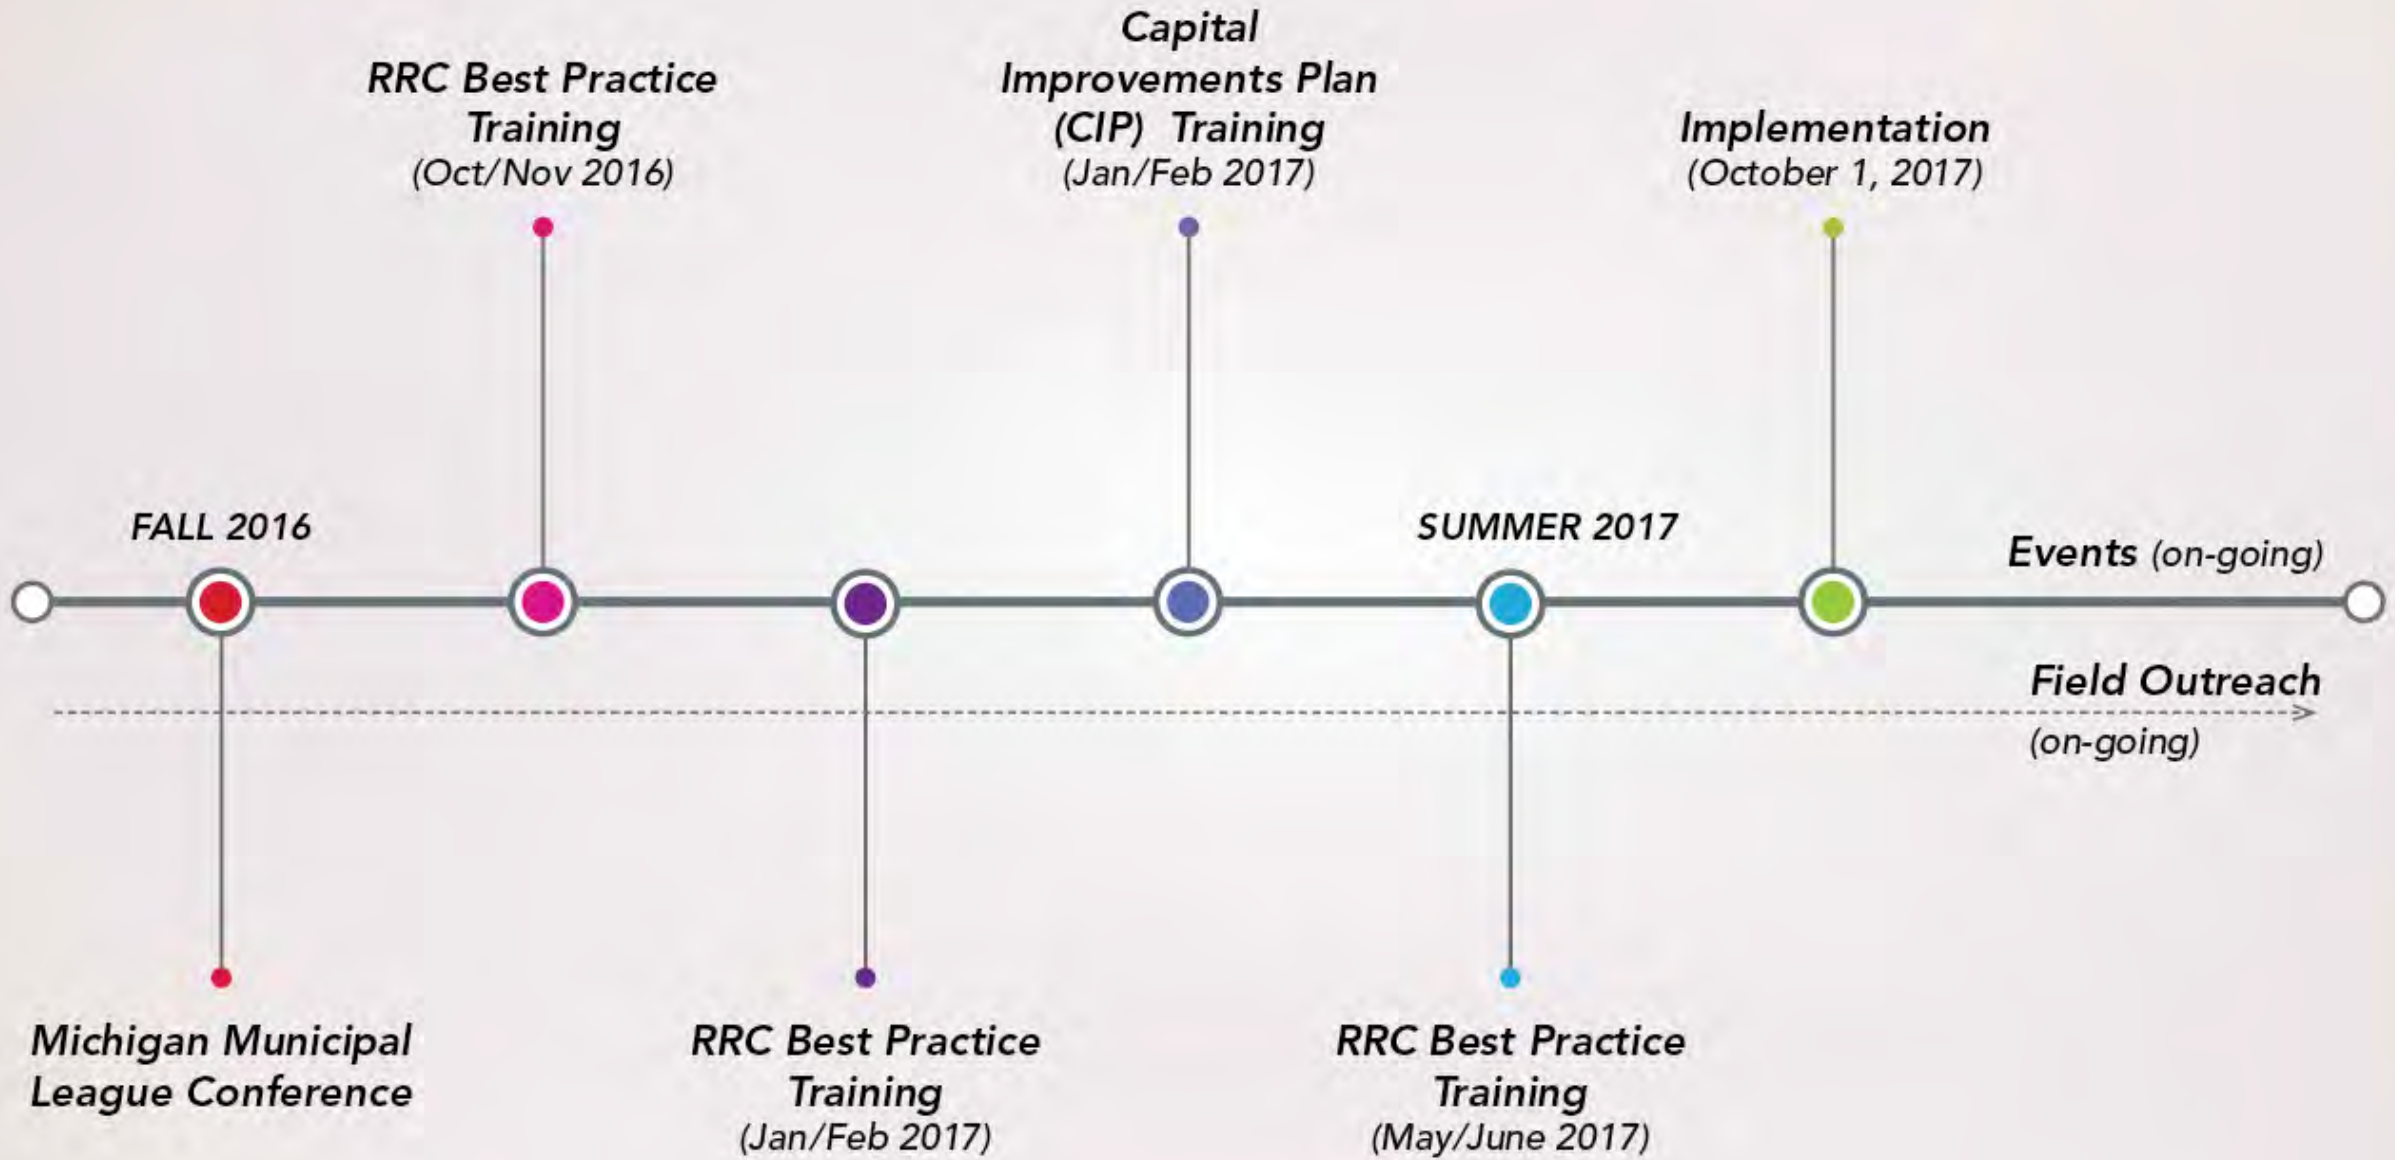 Capital
Improvements Plan
(CIP) Training
(Jan/Feb 2017)
RRC Best Practice
Training
(Oct/Nov 2016)
Implementation
(October 1, 2017)
FALL 2016
SUMMER 2017
Events (on-going)
Field Outreach
(on-going)
Michigan Municipal
League Conference
RRC Best Practice
Training
(Jan/Feb 2017)
RRC Best Practice
Training
(May/June 2017)